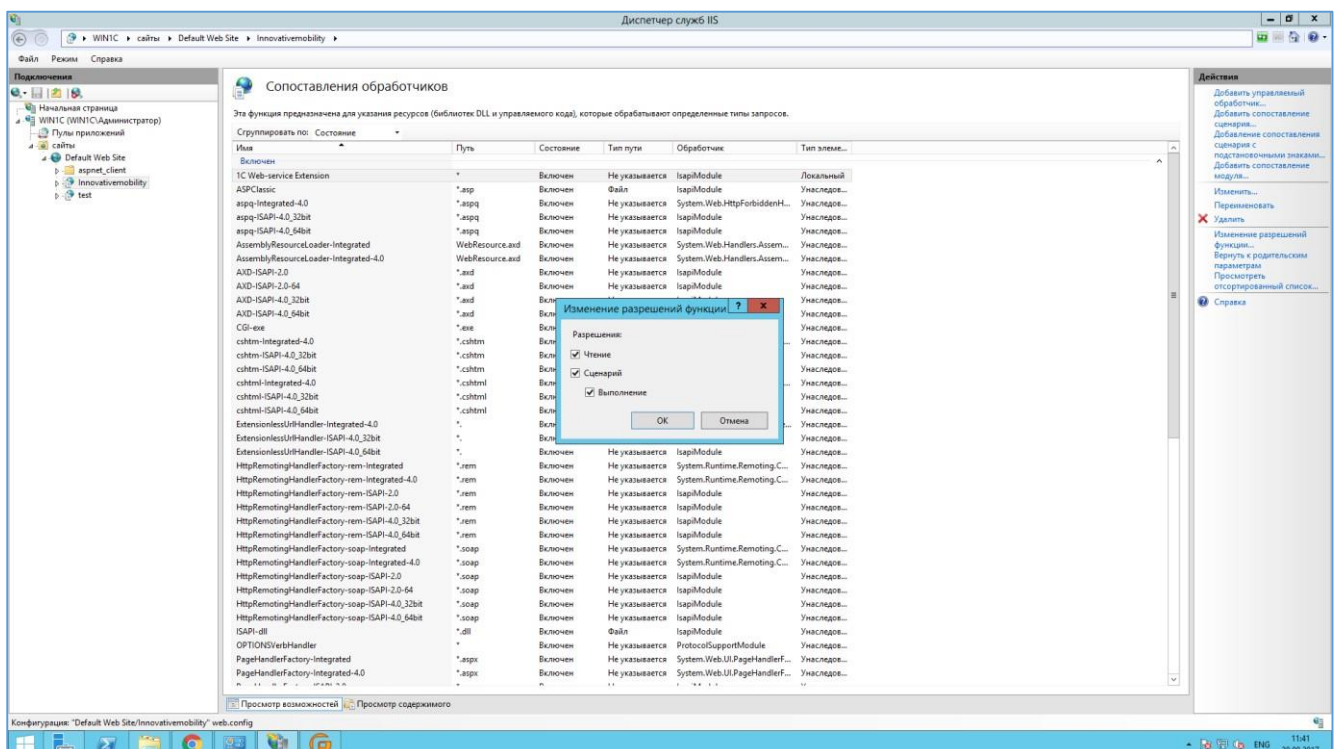 Диспетчер служб IIS
WIN1C ▸ сайты ▸ Default Web Site ▸ Innovativemobility ▸
Файл Режим Справка
Подключения
Начальная страница
WIN1C (WIN1C\Администратор)
Пулы приложений
сайты
Default Web Site
aspnet_client
Innovativemobility
test
Сопоставления обработчиков
Эта функция предназначена для указания ресурсов (библиотек DLL и управляемого кода), которые обрабатывают определенные типы запросов.
Сгруппировать по: Состояние
Имя Путь Состояние Тип пути Обработчик Тип элеме...
Включен
1C Web-service Extension * Включен Не указывается IsapiModule Локальный
ASPClassic *.asp Включен Файл IsapiModule Унаследов...
aspq-Integrated-4.0 *.aspq Включен Не указывается System.Web.HttpForbiddenH... Унаследов...
aspq-ISAPI-4.0_32bit *.aspq Включен Не указывается IsapiModule Унаследов...
aspq-ISAPI-4.0_64bit *.aspq Включен Не указывается IsapiModule Унаследов...
AssemblyResourceLoader-Integrated WebResource.axd Включен Не указывается System.Web.Handlers.Assem... Унаследов...
AssemblyResourceLoader-Integrated-4.0 WebResource.axd Включен Не указывается System.Web.Handlers.Assem... Унаследов...
AXD-ISAPI-2.0 *.axd Включен Не указывается IsapiModule Унаследов...
AXD-ISAPI-2.0-64 *.axd Включен Не указывается IsapiModule Унаследов...
AXD-ISAPI-4.0_32bit *.axd Вклю Унаследов...
AXD-ISAPI-4.0_64bit *.axd Вклю Унаследов...
CGI-exe *.exe Вклю Унаследов...
cshtm-Integrated-4.0 *.cshtm Вклю ... Унаследов...
cshtm-ISAPI-4.0_32bit *.cshtm Вклю Унаследов...
cshtm-ISAPI-4.0_64bit *.cshtm Вклю Унаследов...
cshtml-Integrated-4.0 *.cshtml Вклю ... Унаследов...
cshtml-ISAPI-4.0_32bit *.cshtml Вклю Унаследов...
cshtml-ISAPI-4.0_64bit *.cshtml Вклю Унаследов...
ExtensionlessUrlHandler-Integrated-4.0 *. Вклю ... Унаследов...
ExtensionlessUrlHandler-ISAPI-4.0_32bit *. Вклю Унаследов...
ExtensionlessUrlHandler-ISAPI-4.0_64bit *. Включен Не указывается IsapiModule Унаследов...
HttpRemotingHandlerFactory-rem-Integrated *.rem Включен Не указывается System.Runtime.Remoting.C... Унаследов...
HttpRemotingHandlerFactory-rem-Integrated-4.0 *.rem Включен Не указывается System.Runtime.Remoting.C... Унаследов...
HttpRemotingHandlerFactory-rem-ISAPI-2.0 *.rem Включен Не указывается IsapiModule Унаследов...
HttpRemotingHandlerFactory-rem-ISAPI-2.0-64 *.rem Включен Не указывается IsapiModule Унаследов...
HttpRemotingHandlerFactory-rem-ISAPI-4.0_32bit *.rem Включен Не указывается IsapiModule Унаследов...
HttpRemotingHandlerFactory-rem-ISAPI-4.0_64bit *.rem Включен Не указывается IsapiModule Унаследов...
HttpRemotingHandlerFactory-soap-Integrated *.soap Включен Не указывается System.Runtime.Remoting.C... Унаследов...
HttpRemotingHandlerFactory-soap-Integrated-4.0 *.soap Включен Не указывается System.Runtime.Remoting.C... Унаследов...
HttpRemotingHandlerFactory-soap-ISAPI-2.0 *.soap Включен Не указывается IsapiModule Унаследов...
HttpRemotingHandlerFactory-soap-ISAPI-2.0-64 *.soap Включен Не указывается IsapiModule Унаследов...
HttpRemotingHandlerFactory-soap-ISAPI-4.0_32bit *.soap Включен Не указывается IsapiModule Унаследов...
HttpRemotingHandlerFactory-soap-ISAPI-4.0_64bit *.soap Включен Не указывается IsapiModule Унаследов...
ISAPI-dll *.dll Включен Файл IsapiModule Унаследов...
OPTIONSVerbHandler * Включен Не указывается ProtocolSupportModule Унаследов...
PageHandlerFactory-Integrated *.aspx Включен Не указывается System.Web.UI.PageHandlerF... Унаследов...
PageHandlerFactory-Integrated-4.0 *.aspx Включен Не указывается System.Web.UI.PageHandlerF... Унаследов...
Изменение разрешений функции ? x
Разрешения:
Чтение
Сценарий
Выполнение
ОК Отмена
Просмотр возможностей Просмотр содержимого
Действия
Добавить управляемый
обработчик...
Добавить сопоставление
сценария...
Добавление сопоставления
сценария с
подстановочными знаками...
Добавить сопоставление
модуля...
Изменить...
Переименовать
Удалить
Изменение разрешений
функции...
Вернуть к родительским
параметрам
Просмотреть
отсортированный список...
Справка
Конфигурация: "Default Web Site/Innovativemobility" web.config
ENG 11:41